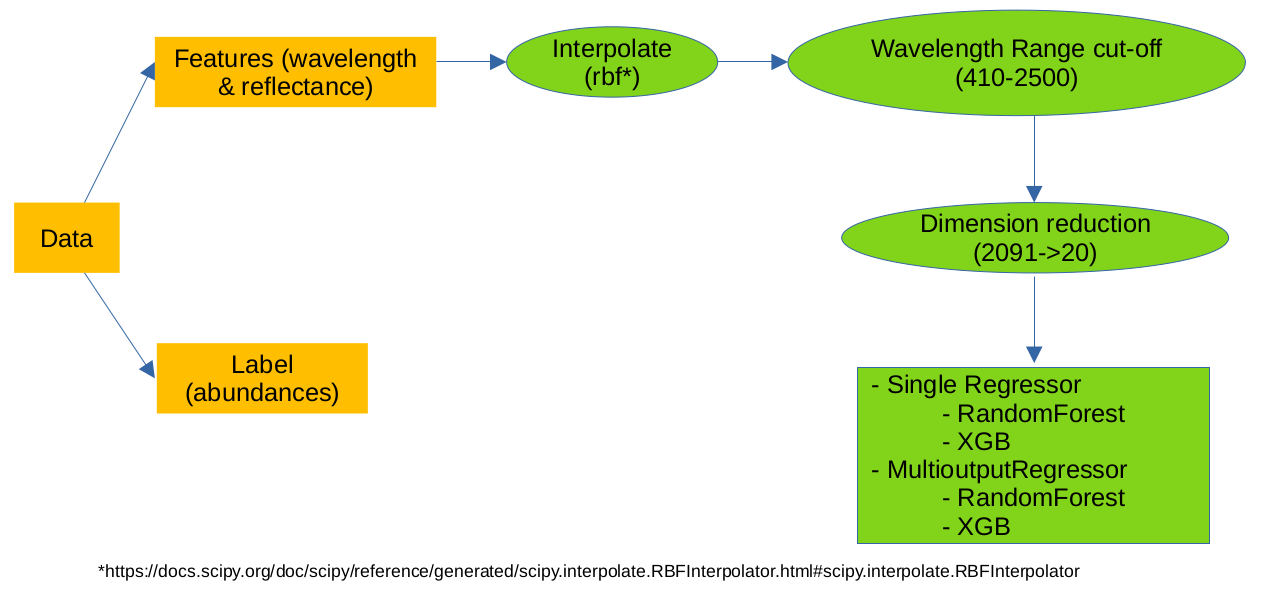 Features (wavelength
& reflectance)
Interpolate
(rbf*)
Wavelength Range cut-off
(410-2500)
Data
Dimension reduction
(2091->20)
Label
(abundances)
- Single Regressor
- RandomForest
- XGB
- MultioutputRegressor
- RandomForest
- XGB
*https://docs.scipy.org/doc/scipy/reference/generated/scipy.interpolate.RBFInterpolator.html#scipy.interpolate.RBFInterpolator